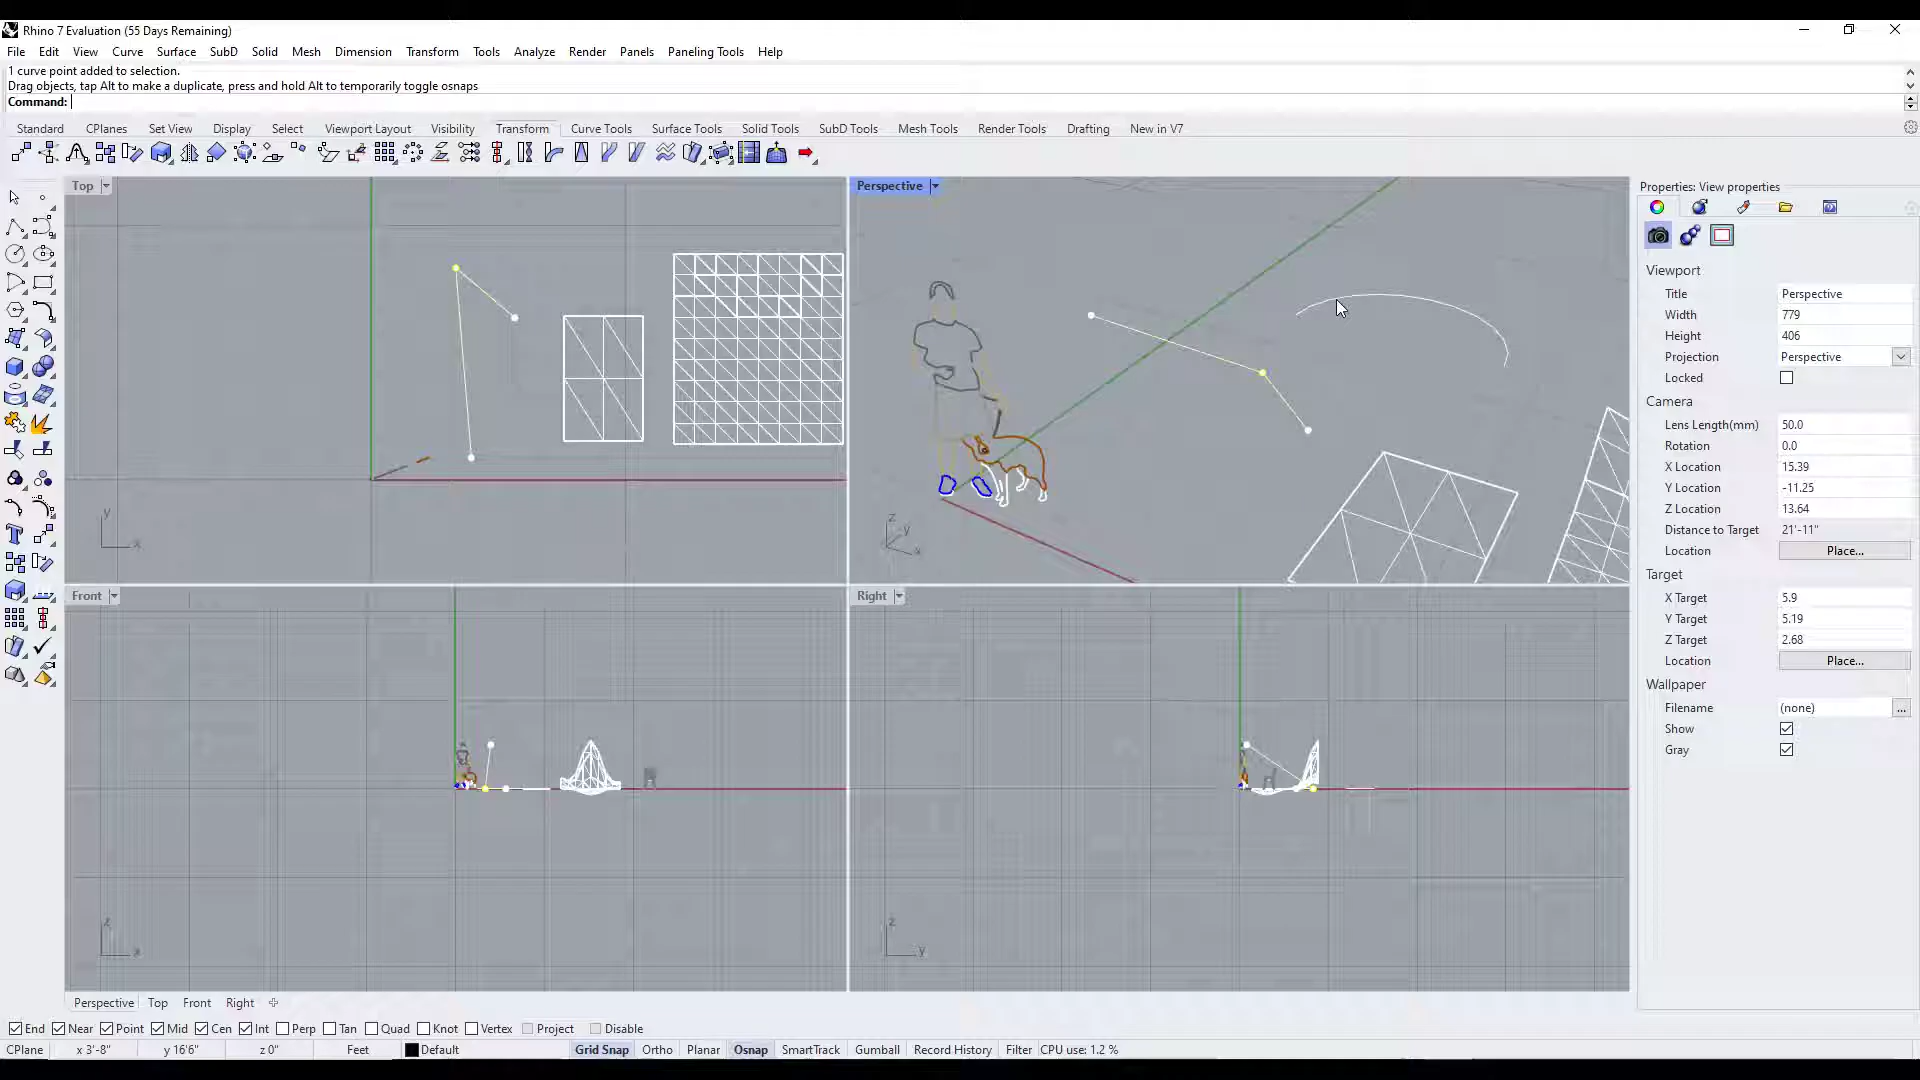 Rhino 7 Evaluation (55 Days Remaining)
File Edit View Curve Surface SubD Solid Mesh Dimension Transform Tools Analyze Render Panels Paneling Tools Help
1 curve point added to selection.
Drag objects, tap Alt to make a duplicate, press and hold Alt to temporarily toggle osnaps
Command:
Standard CPlanes Set View Display Select Viewport Layout Visibility Transform Curve Tools Surface Tools Solid Tools SubD Tools Mesh Tools Render Tools Drafting New in V7
Top
Perspective
Properties: View properties
Viewport
Title Perspective
Width 779
Height 406
Projection Perspective
Locked
Camera
Lens Length(mm) 50.0
Rotation 0.0
X Location 15.39
Y Location -11.25
Z Location 13.64
Distance to Target 21'-11"
Location Place...
Target
X Target 5.9
Y Target 5.19
Z Target 2.68
Location Place...
Wallpaper
Filename (none) ...
Show
Gray
y
x
z
y
x
Front
Right
z
x
z
y
Perspective Top Front Right
End Near Point Mid Cen Int Perp Tan Quad Knot Vertex Project Disable
CPlane x 3'-8" y 16'6" z 0" Feet Default Grid Snap Ortho Planar Osnap SmartTrack Gumball Record History Filter CPU use: 1.2 %